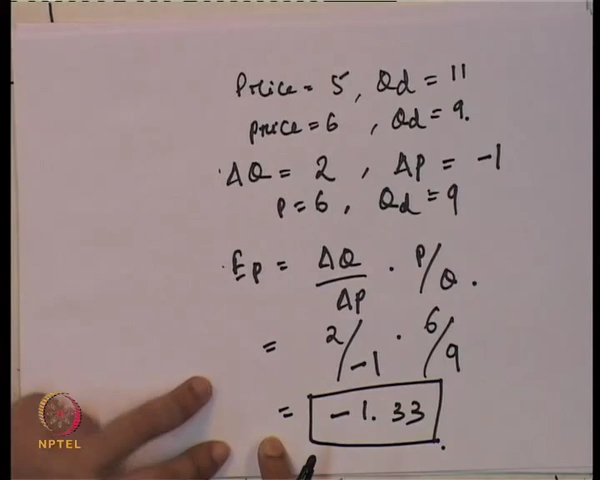 Price = 5, Qd = 11
price = 6, Qd = 9.
ΔQ = 2, ΔP = -1
P = 6, Qd = 9
Ep = ΔQ/ΔP . P/Q.
= 2/-1 . 6/9
= -1.33
NPTEL